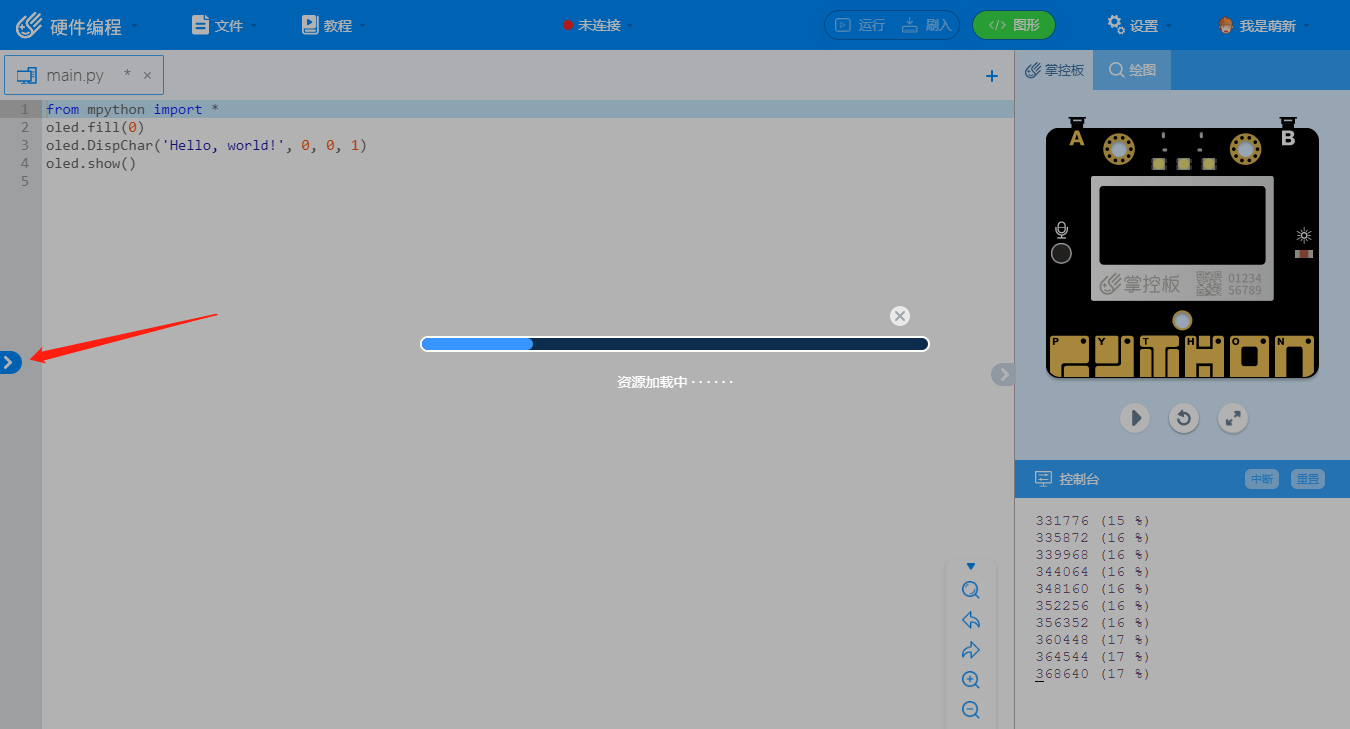 硬件编程 文件 教程 未连接 运行 刷入 </> 图形 设置 我是萌新
main.py * × +
掌控板 绘图
1 from mpython import *
2 oled.fill(0)
3 oled.DispChar('Hello, world!', 0, 0, 1)
4 oled.show()
5
A B
掌控板 01234
56789
P Y T H O N
资源加载中 · · · · · ·
控制台 中断 重置
331776 (15 %)
335872 (16 %)
339968 (16 %)
344064 (16 %)
348160 (16 %)
352256 (16 %)
356352 (16 %)
360448 (17 %)
364544 (17 %)
368640 (17 %)